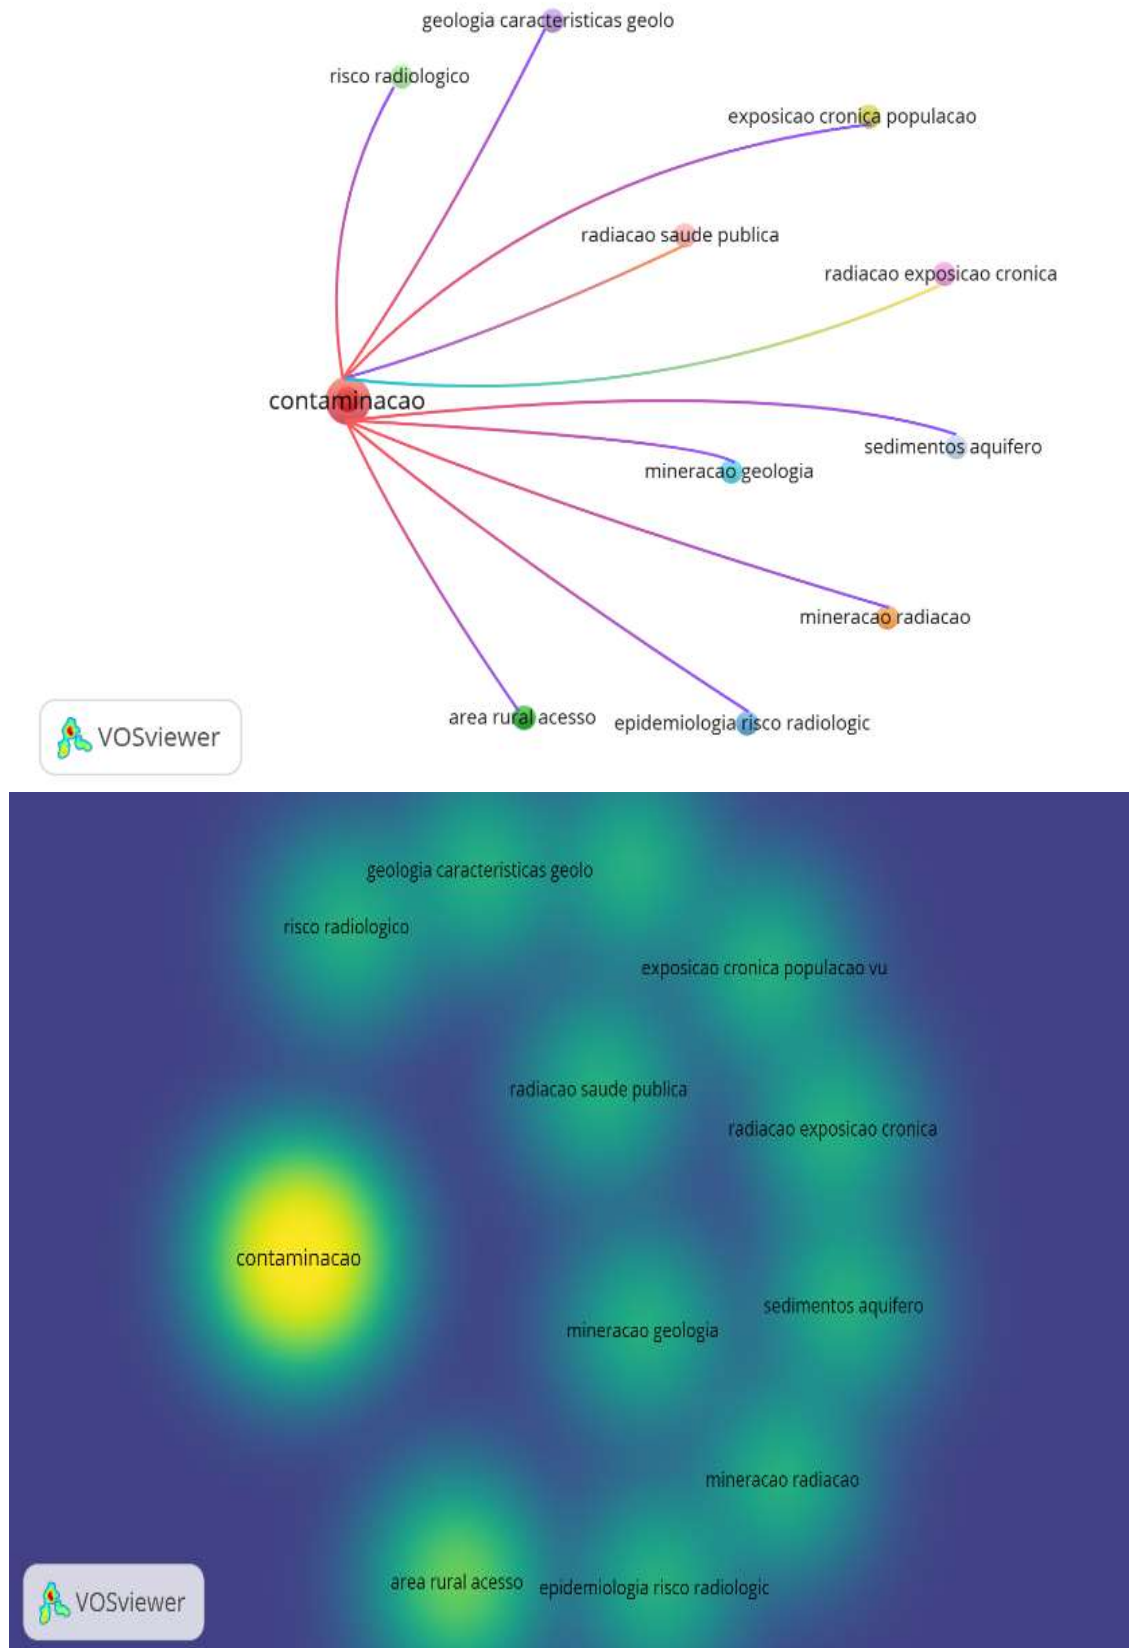 geologia caracteristicas geolo
risco radiologico
exposicao cronica populacao
radiacao saude publica
radiacao exposicao cronica
contaminacao
sedimentos aquifero
mineracao geologia
mineracao radiacao
area rural acesso
epidemiologia risco radiologic
VOSviewer
geologia caracteristicas geolo
risco radiologico
exposicao cronica populacao vu
radiacao saude publica
radiacao exposicao cronica
contaminacao
sedimentos aquifero
mineracao geologia
mineracao radiacao
area rural acesso
epidemiologia risco radiologic
VOSviewer